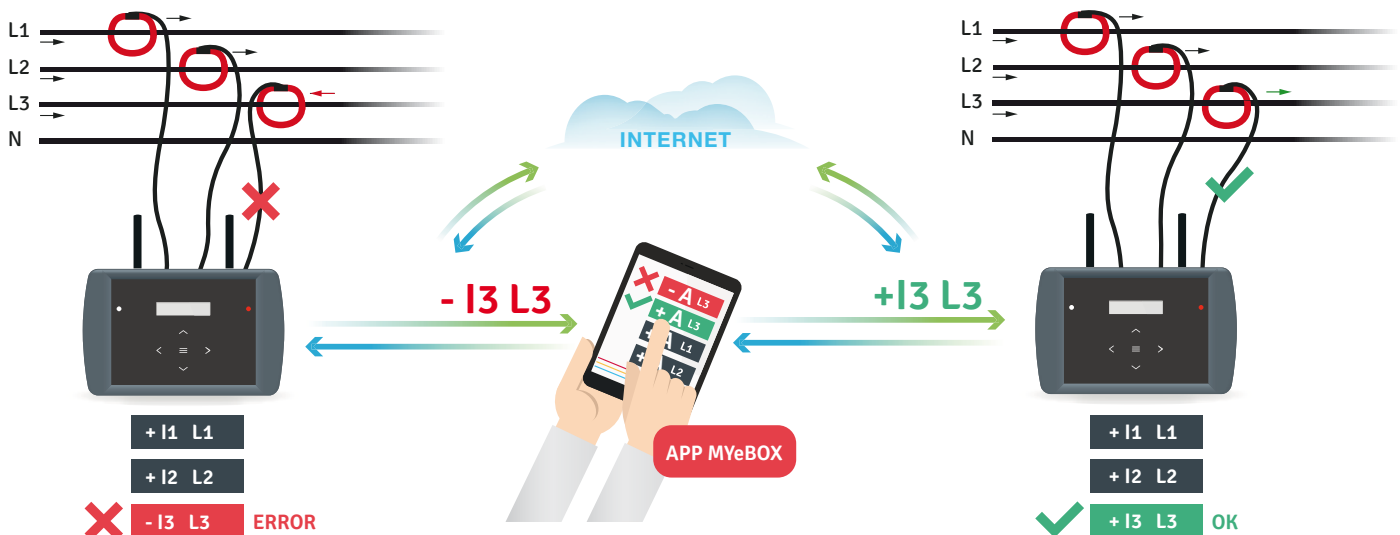 L1
L2
L3
N
INTERNET
L1
L2
L3
N
- I3 L3
- A L3
+ A L3
+ A L1
+ L2
+I3 L3
APP MYeBOX
+ I1 L1
+ I2 L2
- I3 L3 ERROR
+ I1 L1
+ I2 L2
+ I3 L3 OK